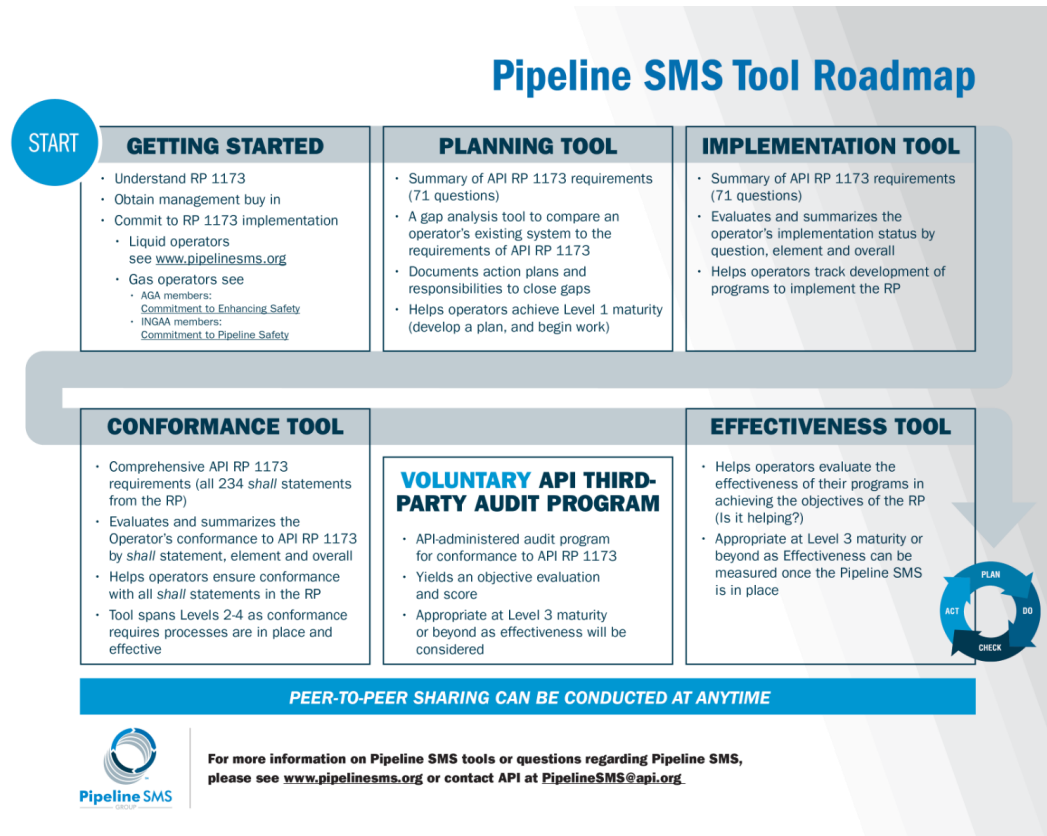 Pipeline SMS Tool Roadmap
START
GETTING STARTED
· Understand RP 1173
· Obtain management buy in
· Commit to RP 1173 implementation
· Liquid operators
see www.pipelinesms.org
· Gas operators see
· AGA members:
Commitment to Enhancing Safety
· INGAA members:
Commitment to Pipeline Safety
PLANNING TOOL
· Summary of API RP 1173 requirements
(71 questions)
· A gap analysis tool to compare an
operator's existing system to the
requirements of API RP 1173
· Documents action plans and
responsibilities to close gaps
· Helps operators achieve Level 1 maturity
(develop a plan, and begin work)
IMPLEMENTATION TOOL
· Summary of API RP 1173 requirements
(71 questions)
· Evaluates and summarizes the
operator's implementation status by
question, element and overall
· Helps operators track development of
programs to implement the RP
CONFORMANCE TOOL
· Comprehensive API RP 1173
requirements (all 234 shall statements
from the RP)
· Evaluates and summarizes the
Operator's conformance to API RP 1173
by shall statement, element and overall
· Helps operators ensure conformance
with all shall statements in the RP
· Tool spans Levels 2-4 as conformance
requires processes are in place and
effective
VOLUNTARY API THIRD-
PARTY AUDIT PROGRAM
· API-administered audit program
for conformance to API RP 1173
· Yields an objective evaluation
and score
· Appropriate at Level 3 maturity
or beyond as effectiveness will be
considered
EFFECTIVENESS TOOL
· Helps operators evaluate the
effectiveness of their programs in
achieving the objectives of the RP
(Is it helping?)
· Appropriate at Level 3 maturity or
beyond as Effectiveness can be
measured once the Pipeline SMS
is in place
PLAN
DO
CHECK
ACT
PEER-TO-PEER SHARING CAN BE CONDUCTED AT ANYTIME
Pipeline SMS
GROUP
For more information on Pipeline SMS tools or questions regarding Pipeline SMS,
please see www.pipelinesms.org or contact API at PipelineSMS@api.org